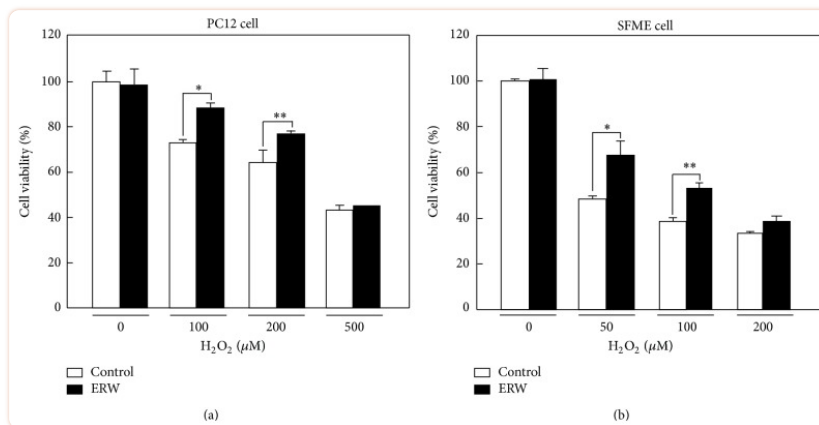 PC12 cell
Cell viability (%)
100
80
60
40
20
0
*
**
0 100 200 500
H₂O₂ (μM)
Control
ERW
(a)
SFME cell
Cell viability (%)
120
100
80
60
40
20
0
*
**
0 50 100 200
H₂O₂ (μM)
Control
ERW
(b)